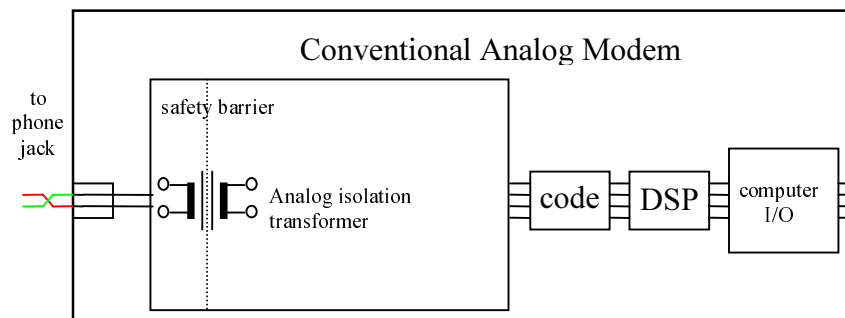 Conventional Analog Modem
to
phone
jack
safety barrier
Analog isolation
transformer
code
DSP
computer
I/O